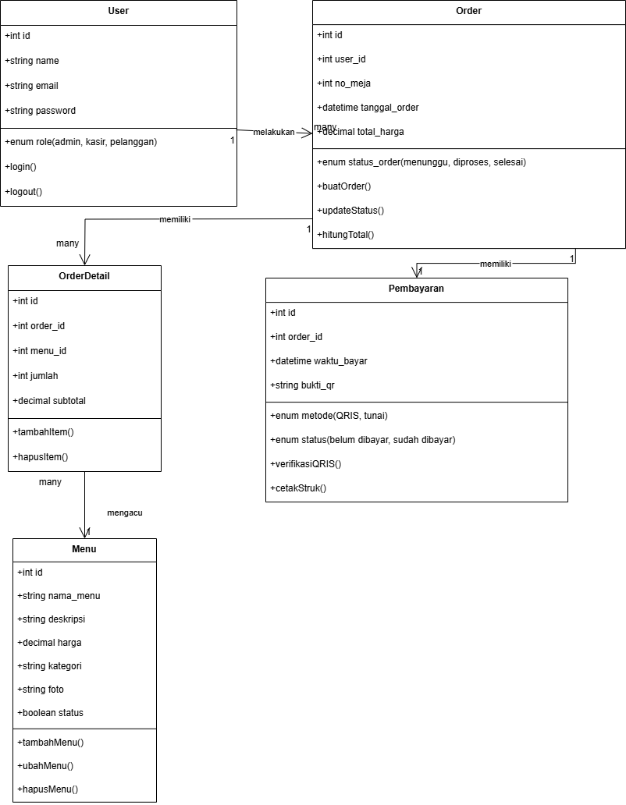 User
+int id
+string name
+string email
+string password
+enum role(admin, kasir, pelanggan)
+login()
+logout()
1
melakukan
many
Order
+int id
+int user_id
+int no_meja
+datetime tanggal_order
+decimal total_harga
+enum status_order(menunggu, diproses, selesai)
+buatOrder()
+updateStatus()
+hitungTotal()
memiliki
1
many
1
memiliki
1
OrderDetail
+int id
+int order_id
+int menu_id
+int jumlah
+decimal subtotal
+tambahItem()
+hapusItem()
Pembayaran
+int id
+int order_id
+datetime waktu_bayar
+string bukti_qr
+enum metode(QRIS, tunai)
+enum status(belum dibayar, sudah dibayar)
+verifikasiQRIS()
+cetakStruk()
many
mengacu
1
Menu
+int id
+string nama_menu
+string deskripsi
+decimal harga
+string kategori
+string foto
+boolean status
+tambahMenu()
+ubahMenu()
+hapusMenu()